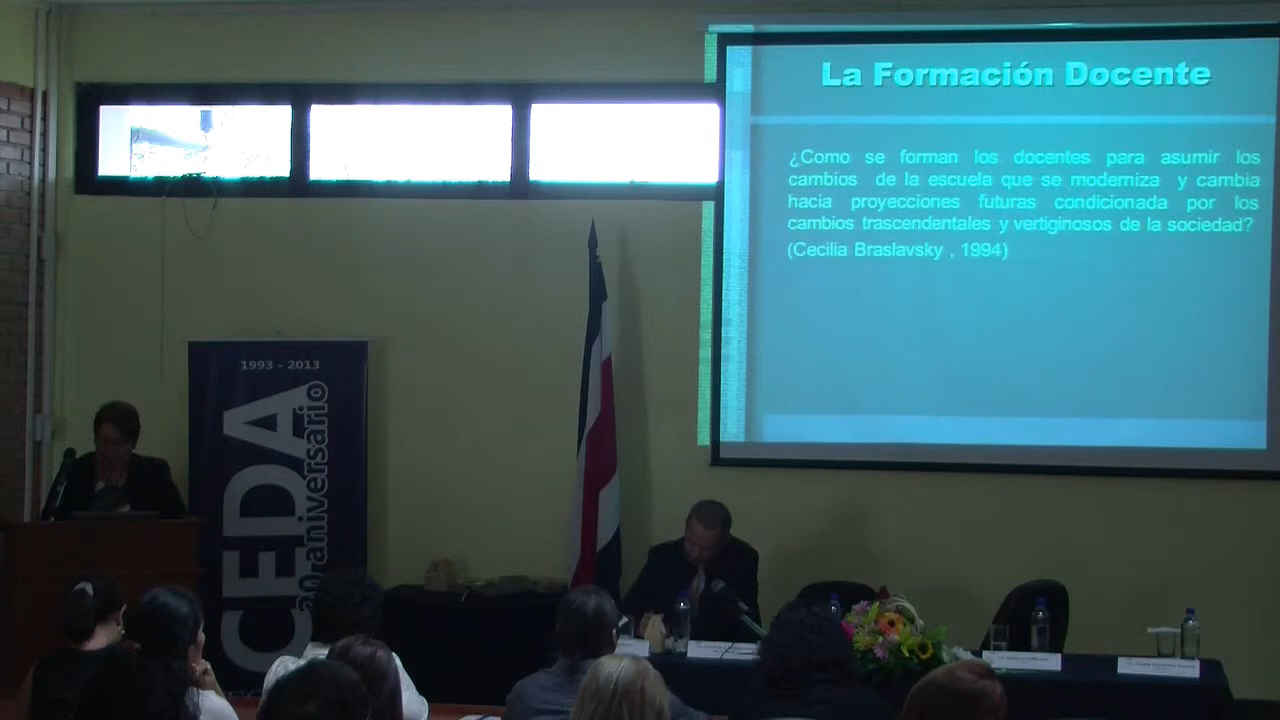 La Formación Docente
¿Como se forman los docentes para asumir los
cambios de la escuela que se moderniza y cambia
hacia proyecciones futuras condicionada por los
cambios trascendentales y vertiginosos de la sociedad?
(Cecilia Braslavsky , 1994)
1993 - 2013
CEDA
20 aniversario